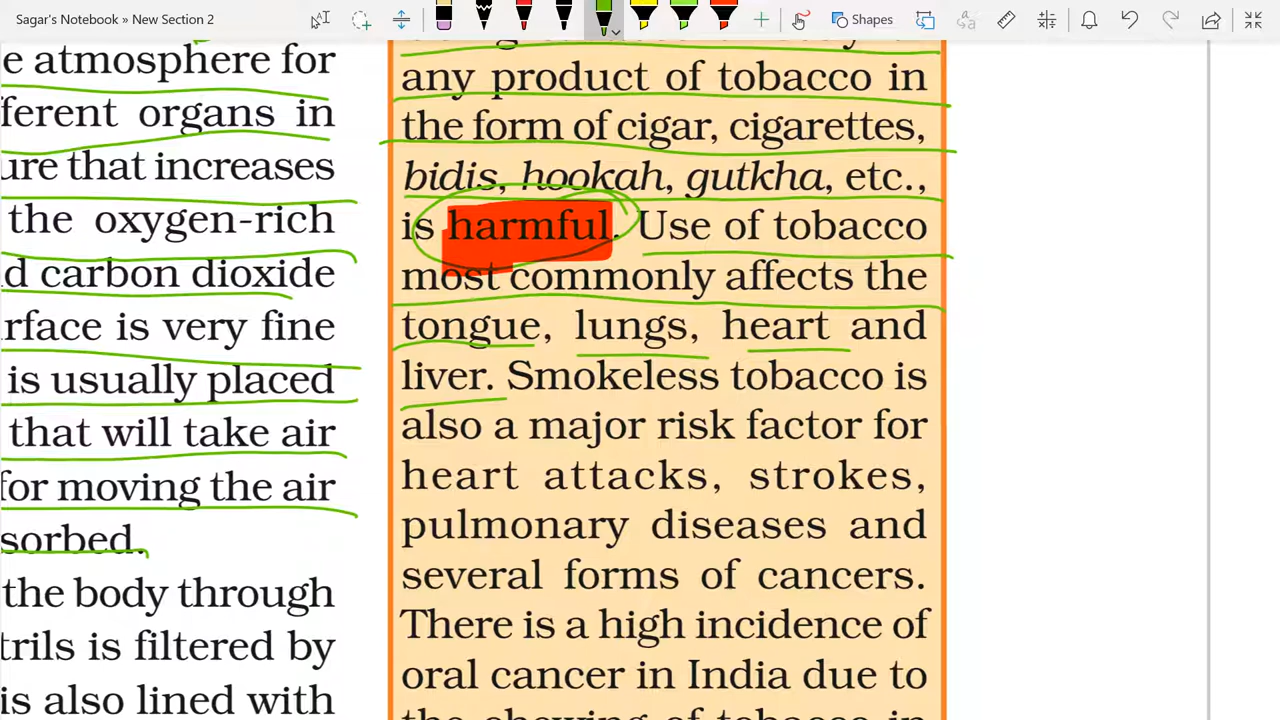 Sagar's Notebook » New Section 2
Shapes
e atmosphere for
ferent organs in
ure that increases
the oxygen-rich
d carbon dioxide
rface is very fine
is usually placed
that will take air
for moving the air
sorbed.
the body through
trils is filtered by
is also lined with
any product of tobacco in
the form of cigar, cigarettes,
bidis, hookah, gutkha, etc.,
is harmful. Use of tobacco
most commonly affects the
tongue, lungs, heart and
liver. Smokeless tobacco is
also a major risk factor for
heart attacks, strokes,
pulmonary diseases and
several forms of cancers.
There is a high incidence of
oral cancer in India due to
the chewing of tobacco in